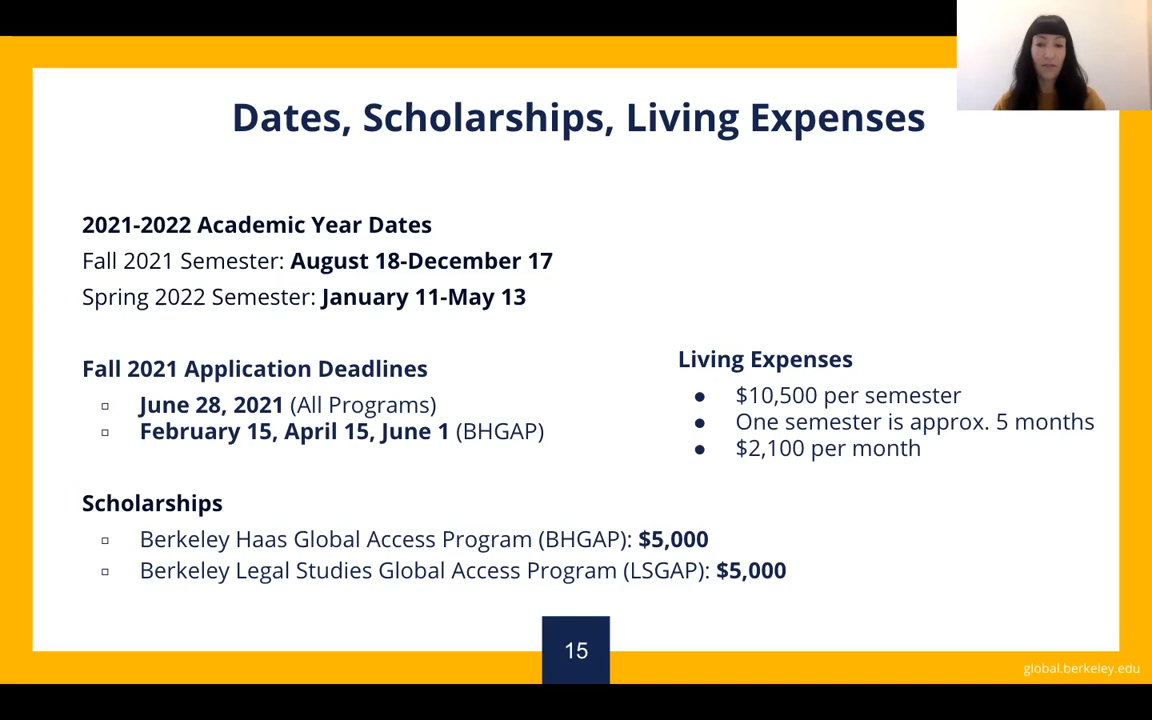 Dates, Scholarships, Living Expenses
2021-2022 Academic Year Dates
Fall 2021 Semester: August 18-December 17
Spring 2022 Semester: January 11-May 13
Fall 2021 Application Deadlines
June 28, 2021 (All Programs)
February 15, April 15, June 1 (BHGAP)
Living Expenses
$10,500 per semester
One semester is approx. 5 months
$2,100 per month
Scholarships
Berkeley Haas Global Access Program (BHGAP): $5,000
Berkeley Legal Studies Global Access Program (LSGAP): $5,000
15
global.berkeley.edu